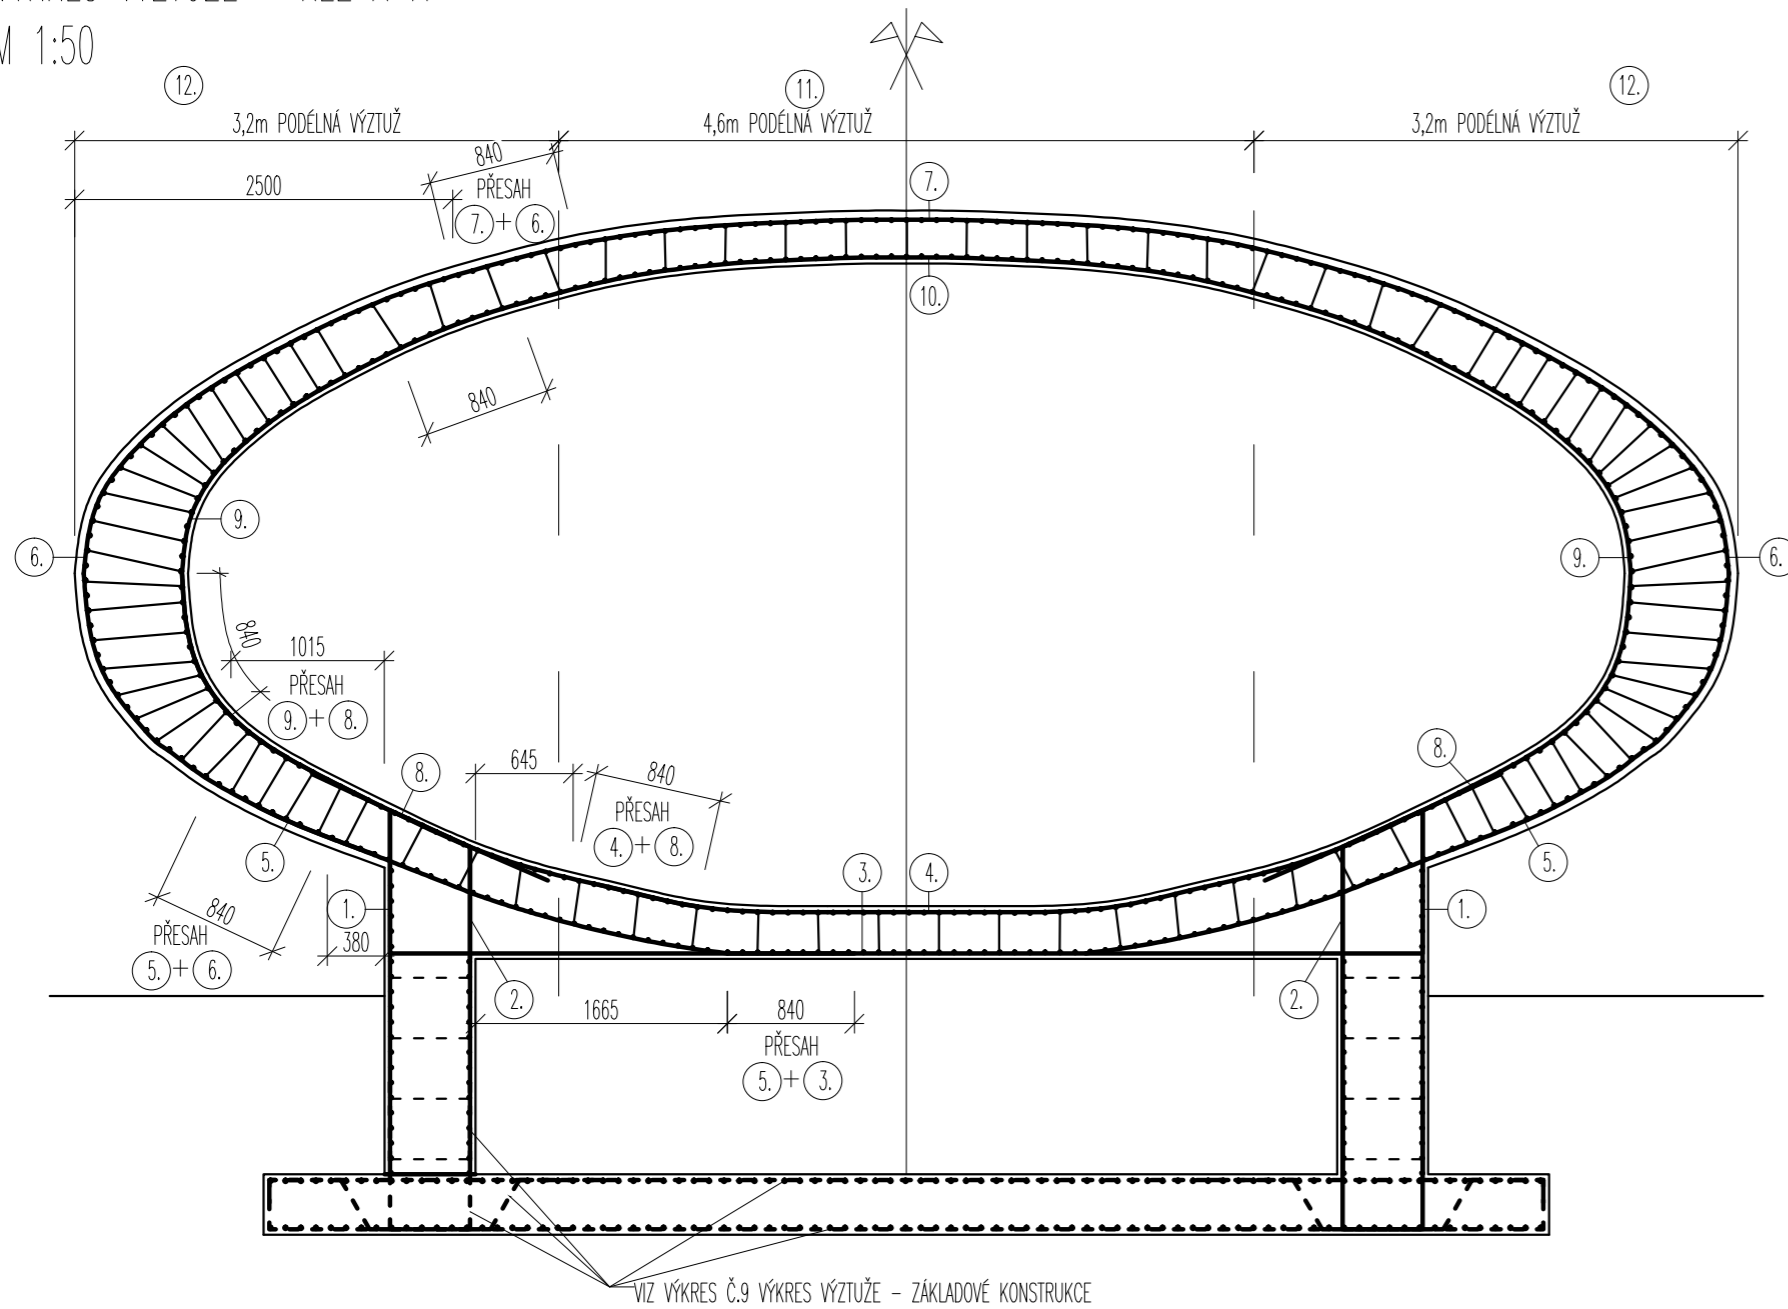 M 1:50
12.
11.
12.
3,2m PODÉLNÁ VÝZTUŽ
4,6m PODÉLNÁ VÝZTUŽ
3,2m PODÉLNÁ VÝZTUŽ
840
2500
PŘESAH
7. + 6.
7.
10.
840
9.
6.
9.
6.
840
1015
PŘESAH
9. + 8.
8.
645
840
PŘESAH
4. + 8.
8.
5.
3.
4.
5.
840
1.
1.
PŘESAH
5. + 6.
380
2.
2.
1665
840
PŘESAH
5. + 3.
VIZ VÝKRES Č.9 VÝKRES VÝZTUŽE – ZÁKLADOVÉ KONSTRUKCE